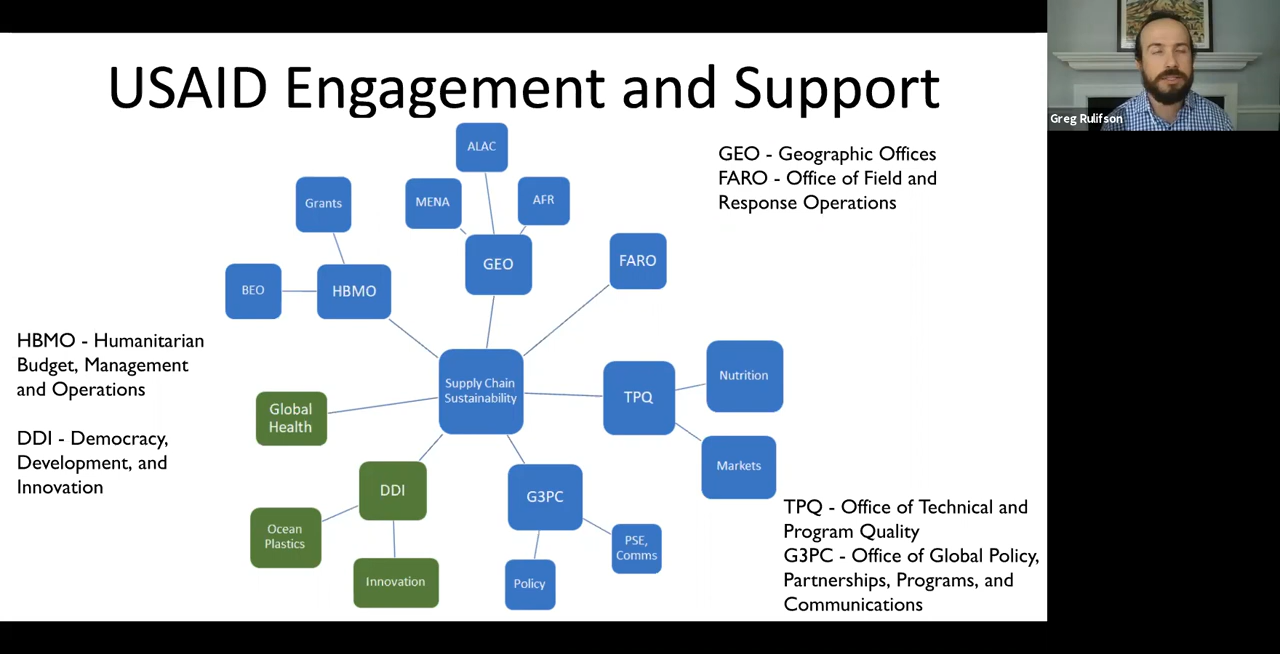 USAID Engagement and Support
Greg Rulifson
GEO - Geographic Offices
FARO - Office of Field and
Response Operations
ALAC
MENA
AFR
Grants
GEO
FARO
BEO
HBMO
HBMO - Humanitarian
Budget, Management
and Operations
Supply Chain
Sustainability
TPQ
Nutrition
Markets
Global
Health
DDI - Democracy,
Development, and
Innovation
DDI
G3PC
Ocean
Plastics
Innovation
Policy
PSE,
Comms
TPQ - Office of Technical and
Program Quality
G3PC - Office of Global Policy,
Partnerships, Programs, and
Communications